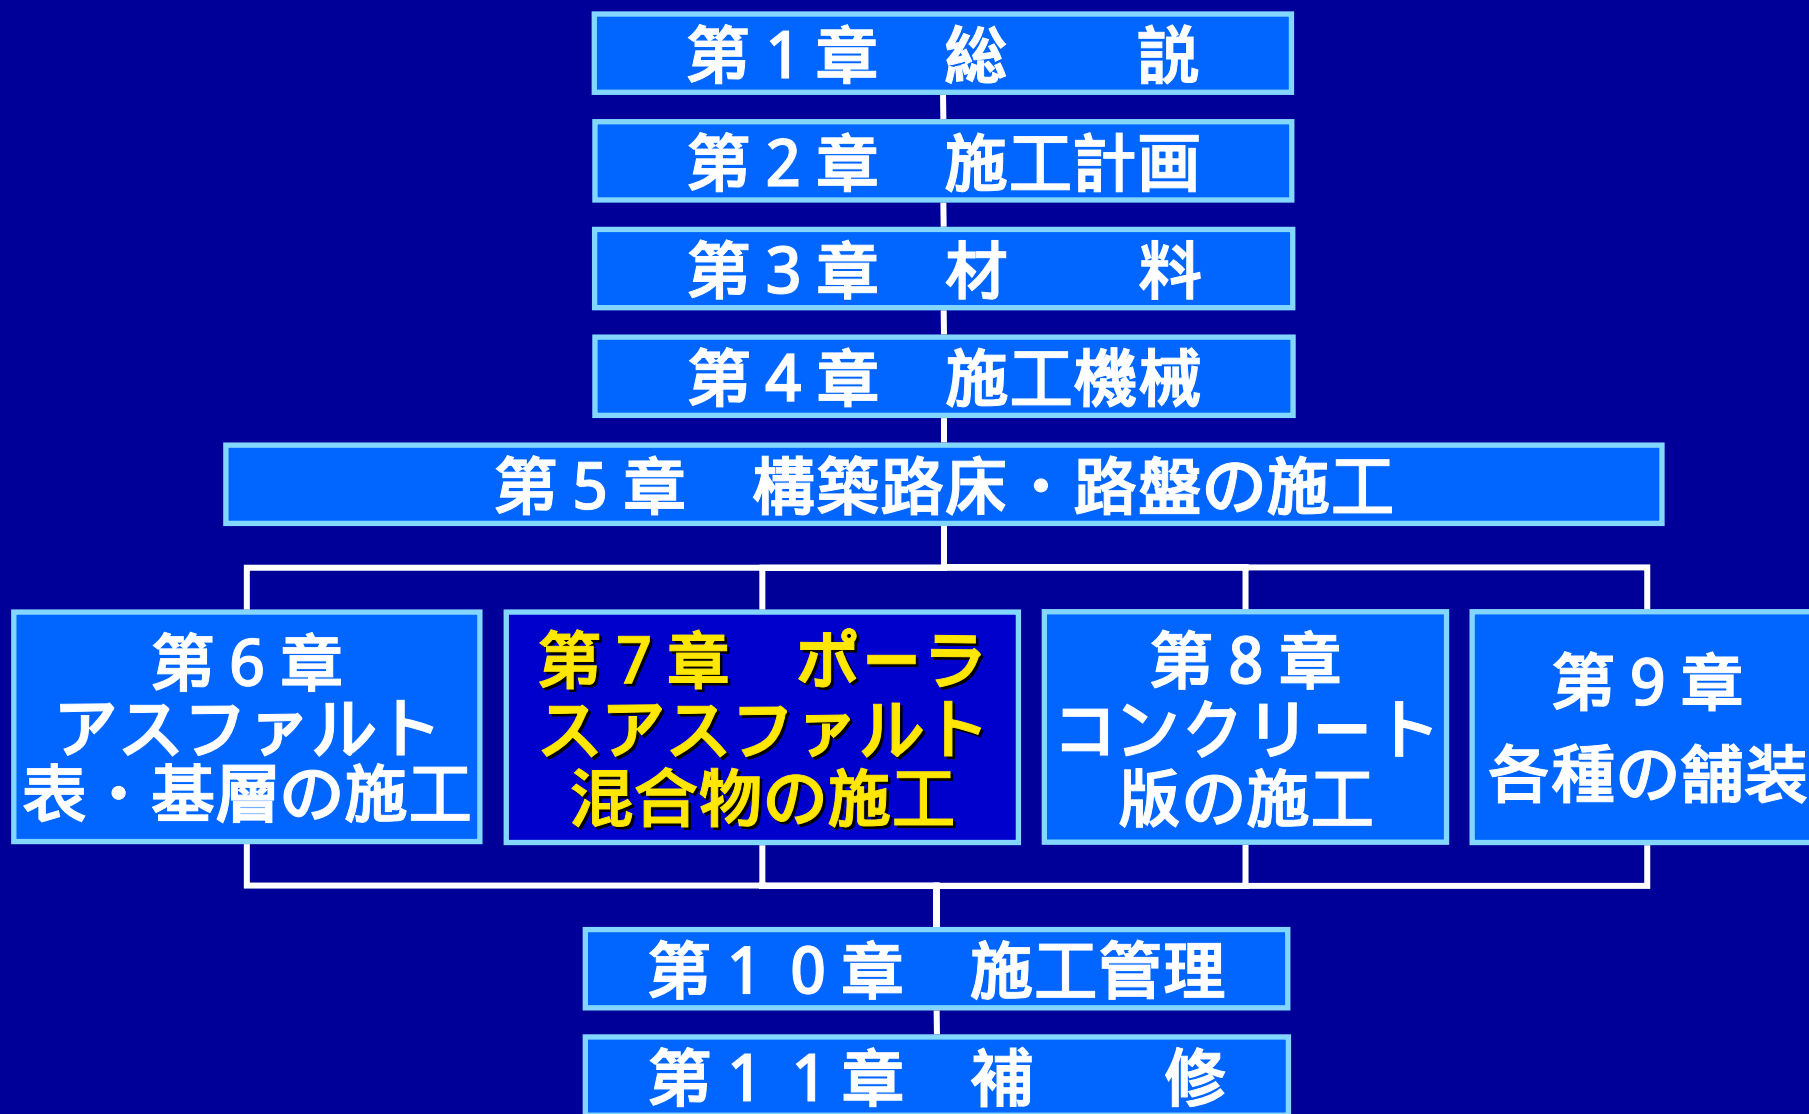 第１章　総　　説
第２章　施工計画
第３章　材　　料
第４章　施工機械
第５章　構築路床・路盤の施工
第６章
アスファルト
表・基層の施工
第７章　ポーラ
スアスファルト
混合物の施工
第８章
コンクリート
版の施工
第９章
各種の舗装
第１０章　施工管理
第１１章　補　　修